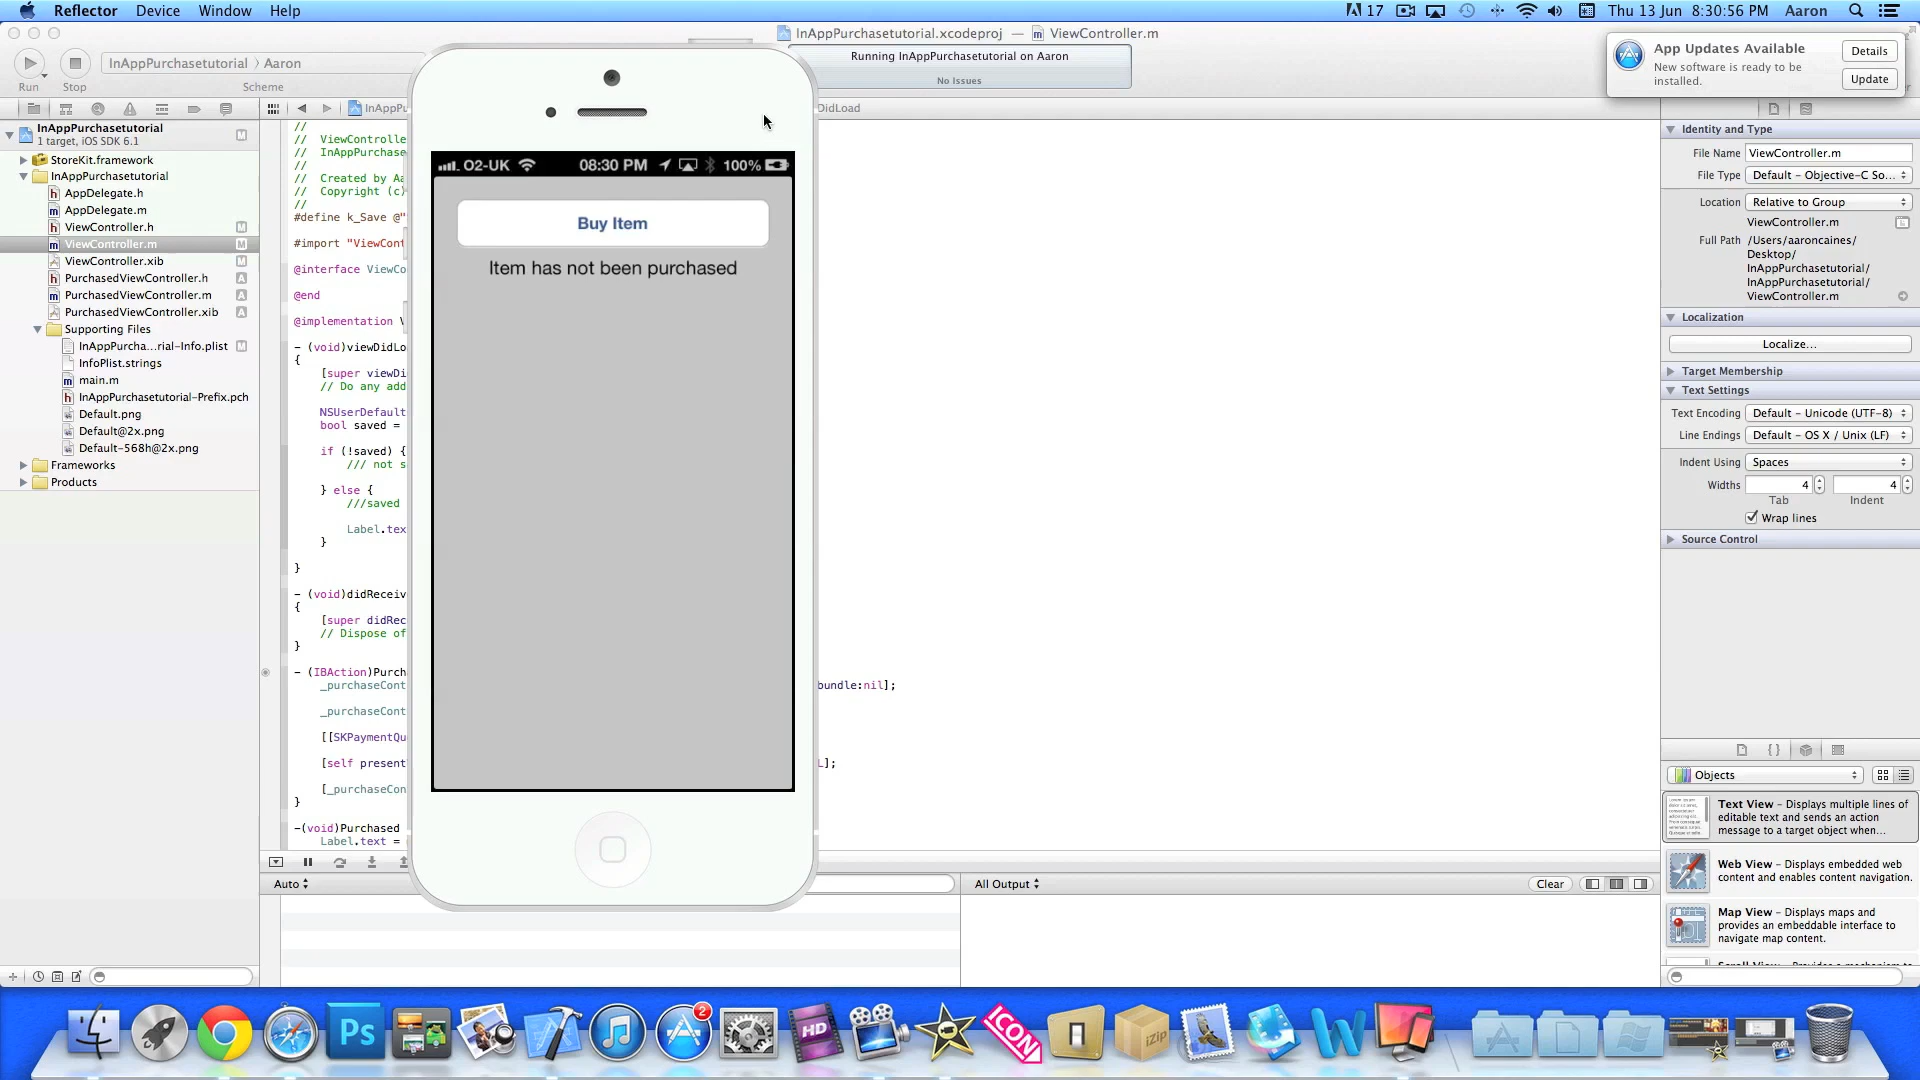 Reflector Device Window Help
17 Thu 13 Jun 8:30:56 PM Aaron
InAppPurchasetutorial.xcodeproj — ViewController.m
Run Stop
InAppPurchasetutorial Aaron
Scheme
Running InAppPurchasetutorial on Aaron
No Issues
App Updates Available
New software is ready to be
installed.
Details
Update
InAppPurchasetutorial
1 target, iOS SDK 6.1
M
StoreKit.framework
InAppPurchasetutorial
AppDelegate.h
AppDelegate.m
ViewController.h M
ViewController.m M
ViewController.xib M
PurchasedViewController.h A
PurchasedViewController.m A
PurchasedViewController.xib A
Supporting Files
InAppPurcha...rial-Info.plist M
InfoPlist.strings
main.m
InAppPurchasetutorial-Prefix.pch
Default.png
Default@2x.png
Default-568h@2x.png
Frameworks
Products
InAppPu
DidLoad
//
// ViewController
// InAppPurchase
//
// Created by Aa
// Copyright (c)
//
#define k_Save @"
#import "ViewCont
@interface ViewCo
@end
@implementation V
- (void)viewDidLo
{
[super viewDi
// Do any add
NSUserDefault
bool saved =
if (!saved) {
/// not s
} else {
///saved
Label.tex
}
}
- (void)didReceiv
{
[super didRec
// Dispose of
}
- (IBAction)Purch
_purchaseCont bundle:nil];
_purchaseCont
[[SKPaymentQu
[self present L];
[_purchaseCon
}
-(void)Purchased
Label.text =
O2-UK 08:30 PM 100%
Buy Item
Item has not been purchased
Auto
All Output
Clear
Identity and Type
File Name ViewController.m
File Type Default - Objective-C So...
Location Relative to Group
ViewController.m
Full Path /Users/aaroncaines/
Desktop/
InAppPurchasetutorial/
InAppPurchasetutorial/
ViewController.m
Localization
Localize...
Target Membership
Text Settings
Text Encoding Default - Unicode (UTF-8)
Line Endings Default - OS X / Unix (LF)
Indent Using Spaces
Widths 4 4
Tab Indent
Wrap lines
Source Control
Objects
Text View - Displays multiple lines of
editable text and sends an action
message to a target object when...
Web View - Displays embedded web
content and enables content navigation.
Map View - Displays maps and
provides an embeddable interface to
navigate map content.
Ps
2
HD
ICON
iZip
W